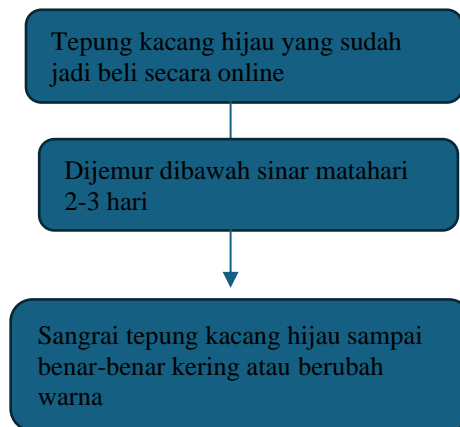 Tepung kacang hijau yang sudah
jadi beli secara online
Dijemur dibawah sinar matahari
2-3 hari
Sangrai tepung kacang hijau sampai
benar-benar kering atau berubah
warna